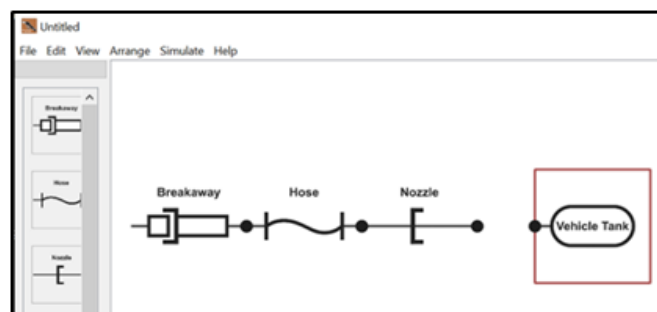 Untitled
File Edit View Arrange Simulate Help
Breakaway
Hose
Nozzle
Breakaway Hose Nozzle
Vehicle Tank